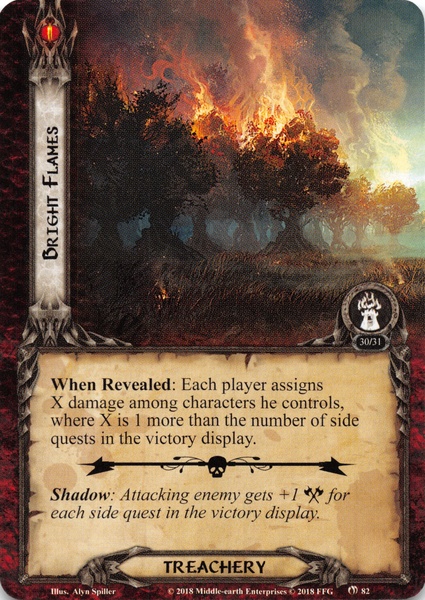 BRIGHT FLAMES
30/31
When Revealed: Each player assigns
X damage among characters he controls,
where X is 1 more than the number of side
quests in the victory display.
Shadow: Attacking enemy gets +1 for
each side quest in the victory display.
TREACHERY
Illus. Alyn Spiller © 2018 Middle-earth Enterprises © 2018 FFG 82